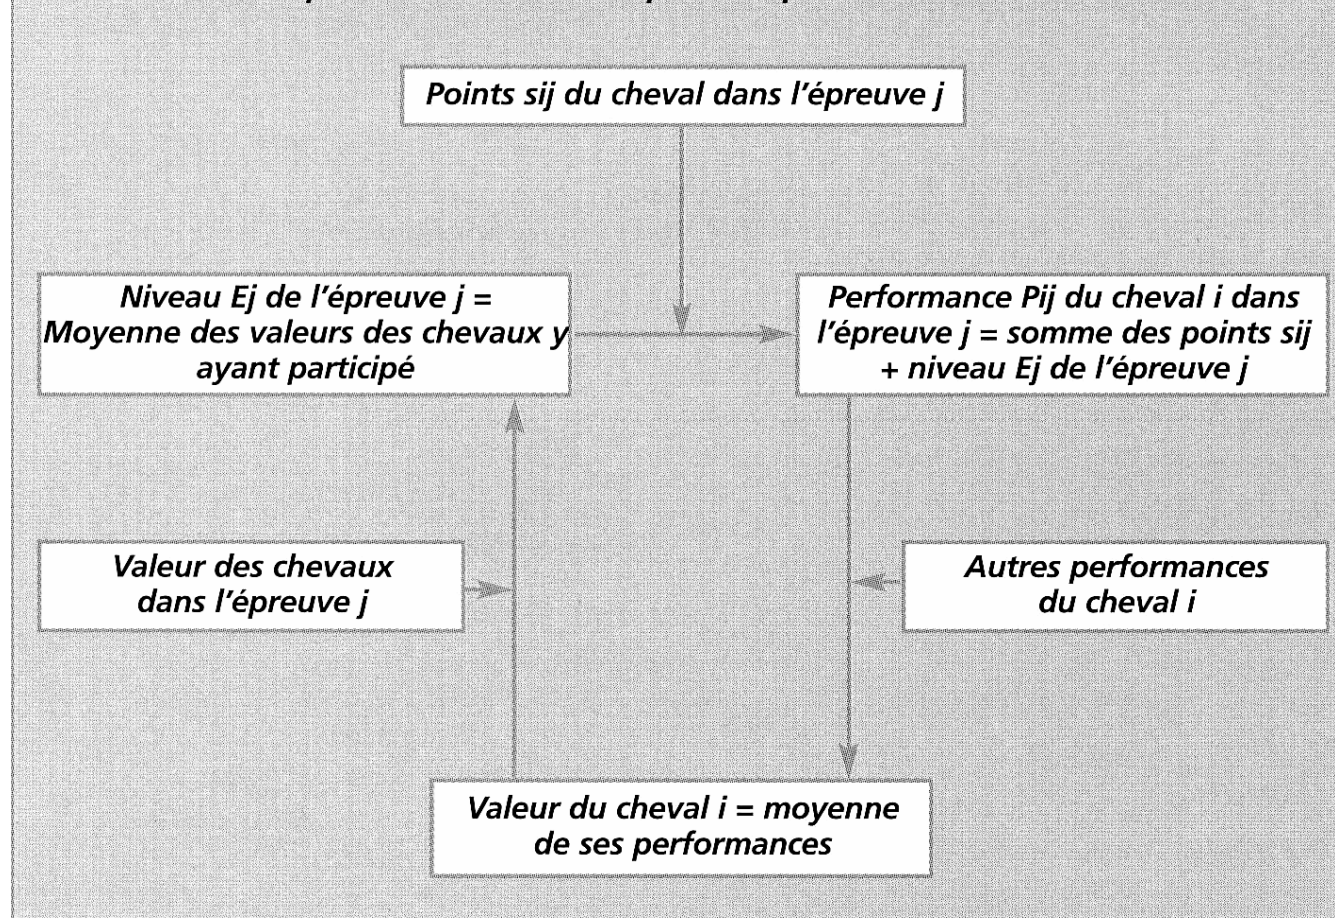 Points sij du cheval dans l'épreuve j
Niveau Ej de l'épreuve j =
Moyenne des valeurs des chevaux y
ayant participé
Performance Pij du cheval i dans
l'épreuve j = somme des points sij
+ niveau Ej de l'épreuve j
Valeur des chevaux
dans l'épreuve j
Autres performances
du cheval i
Valeur du cheval i = moyenne
de ses performances